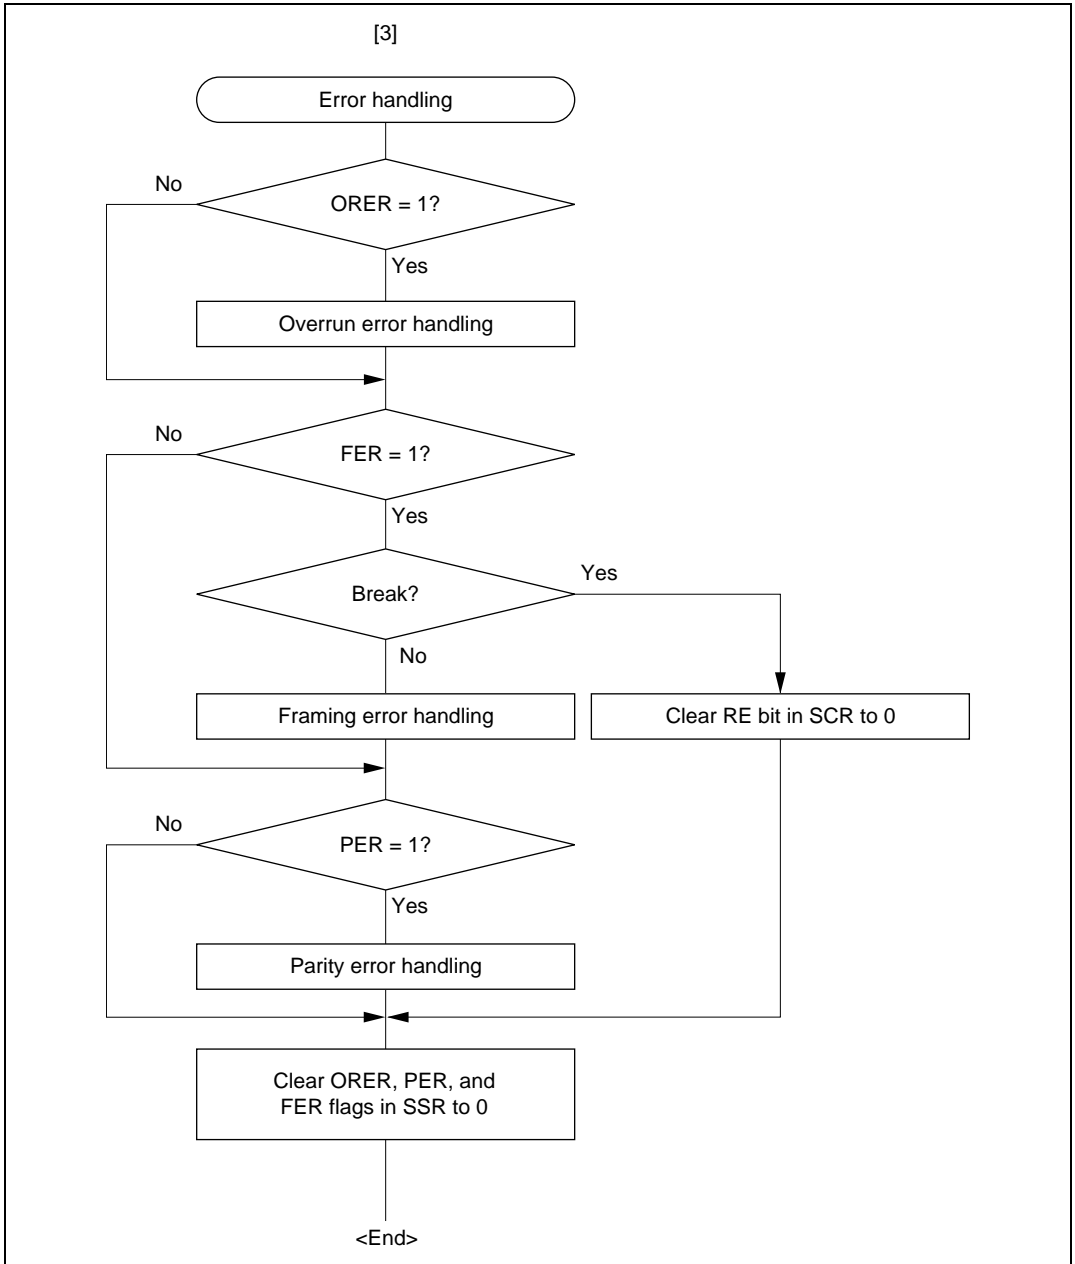 [3]
Error handling
No
ORER = 1?
Yes
Overrun error handling
No
FER = 1?
Yes
Yes
Break?
No
Framing error handling
Clear RE bit in SCR to 0
No
PER = 1?
Yes
Parity error handling
Clear ORER, PER, and
FER flags in SSR to 0
<End>